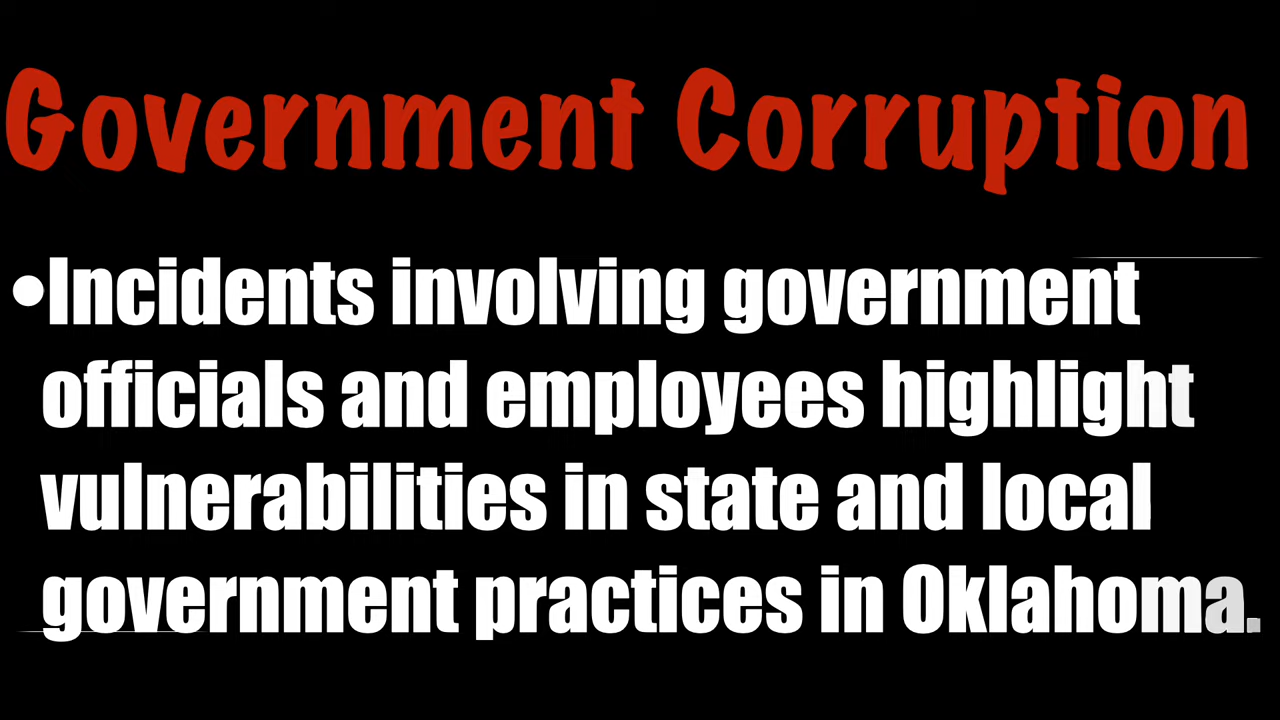 Government Corruption
•Incidents involving government
officials and employees highlight
vulnerabilities in state and local
government practices in Oklahoma.